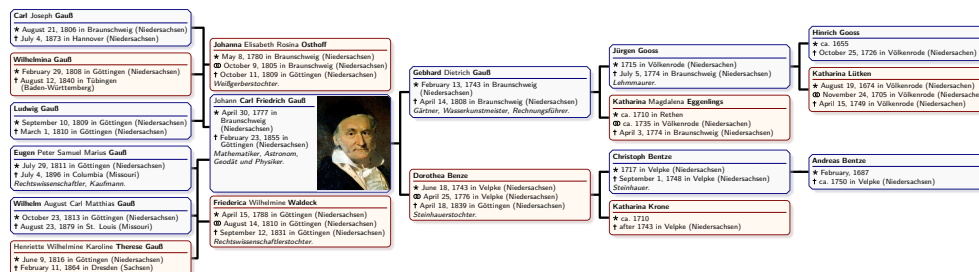 Carl Joseph Gauß
★ August 21, 1806 in Braunschweig (Niedersachsen)
† July 4, 1873 in Hannover (Niedersachsen)
Wilhelmina Gauß
★ February 29, 1808 in Göttingen (Niedersachsen)
† August 12, 1840 in Tübingen
(Baden-Württemberg)
Ludwig Gauß
★ September 10, 1809 in Göttingen (Niedersachsen)
† March 1, 1810 in Göttingen (Niedersachsen)
Eugen Peter Samuel Marius Gauß
★ July 29, 1811 in Göttingen (Niedersachsen)
† July 4, 1896 in Columbia (Missouri)
Rechtswissenschaftler, Kaufmann.
Wilhelm August Carl Matthias Gauß
★ October 23, 1813 in Göttingen (Niedersachsen)
† August 23, 1879 in St. Louis (Missouri)
Henriette Wilhelmine Karoline Therese Gauß
★ June 9, 1816 in Göttingen (Niedersachsen)
† February 11, 1864 in Dresden (Sachsen)
Johanna Elisabeth Rosina Osthoff
★ May 8, 1780 in Braunschweig (Niedersachsen)
⚭ October 9, 1805 in Braunschweig (Niedersachsen)
† October 11, 1809 in Göttingen (Niedersachsen)
Weißgerberstochter.
Johann Carl Friedrich Gauß
★ April 30, 1777 in
Braunschweig
(Niedersachsen)
† February 23, 1855 in
Göttingen (Niedersachsen)
Mathematiker, Astronom,
Geodät und Physiker.
Friederica Wilhelmine Waldeck
★ April 15, 1788 in Göttingen (Niedersachsen)
⚭ August 14, 1810 in Göttingen (Niedersachsen)
† September 12, 1831 in Göttingen (Niedersachsen)
Rechtswissenschaftlerstochter.
Gebhard Dietrich Gauß
★ February 13, 1743 in Braunschweig
(Niedersachsen)
† April 14, 1808 in Braunschweig (Niedersachsen)
Gärtner, Wasserkunstmeister, Rechnungsführer.
Dorothea Benze
★ June 18, 1743 in Velpke (Niedersachsen)
⚭ April 25, 1776 in Velpke (Niedersachsen)
† April 18, 1839 in Göttingen (Niedersachsen)
Steinhauerstochter.
Jürgen Gooss
★ 1715 in Völkenrode (Niedersachsen)
† July 5, 1774 in Braunschweig (Niedersachsen)
Lehmmaurer.
Katharina Magdalena Eggenlings
★ ca. 1710 in Rethen
⚭ ca. 1735 in Völkenrode (Niedersachsen)
† April 3, 1774 in Braunschweig (Niedersachsen)
Christoph Bentze
★ 1717 in Velpke (Niedersachsen)
† September 1, 1748 in Velpke (Niedersachsen)
Steinhauer.
Katharina Krone
★ ca. 1710
† after 1743 in Velpke (Niedersachsen)
Hinrich Gooss
★ ca. 1655
† October 25, 1726 in Völkenrode (Niedersachsen)
Katharina Lütken
★ August 19, 1674 in Völkenrode (Niedersachsen)
⚭ November 24, 1705 in Völkenrode (Niedersachse
† April 15, 1749 in Völkenrode (Niedersachsen)
Andreas Bentze
★ February, 1687
† ca. 1750 in Velpke (Niedersachsen)